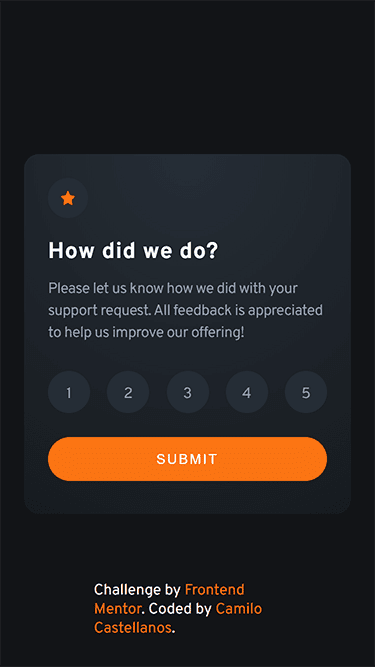 How did we do?
Please let us know how we did with your
support request. All feedback is appreciated
to help us improve our offering!
1 2 3 4 5
SUBMIT
Challenge by Frontend
Mentor. Coded by Camilo
Castellanos.